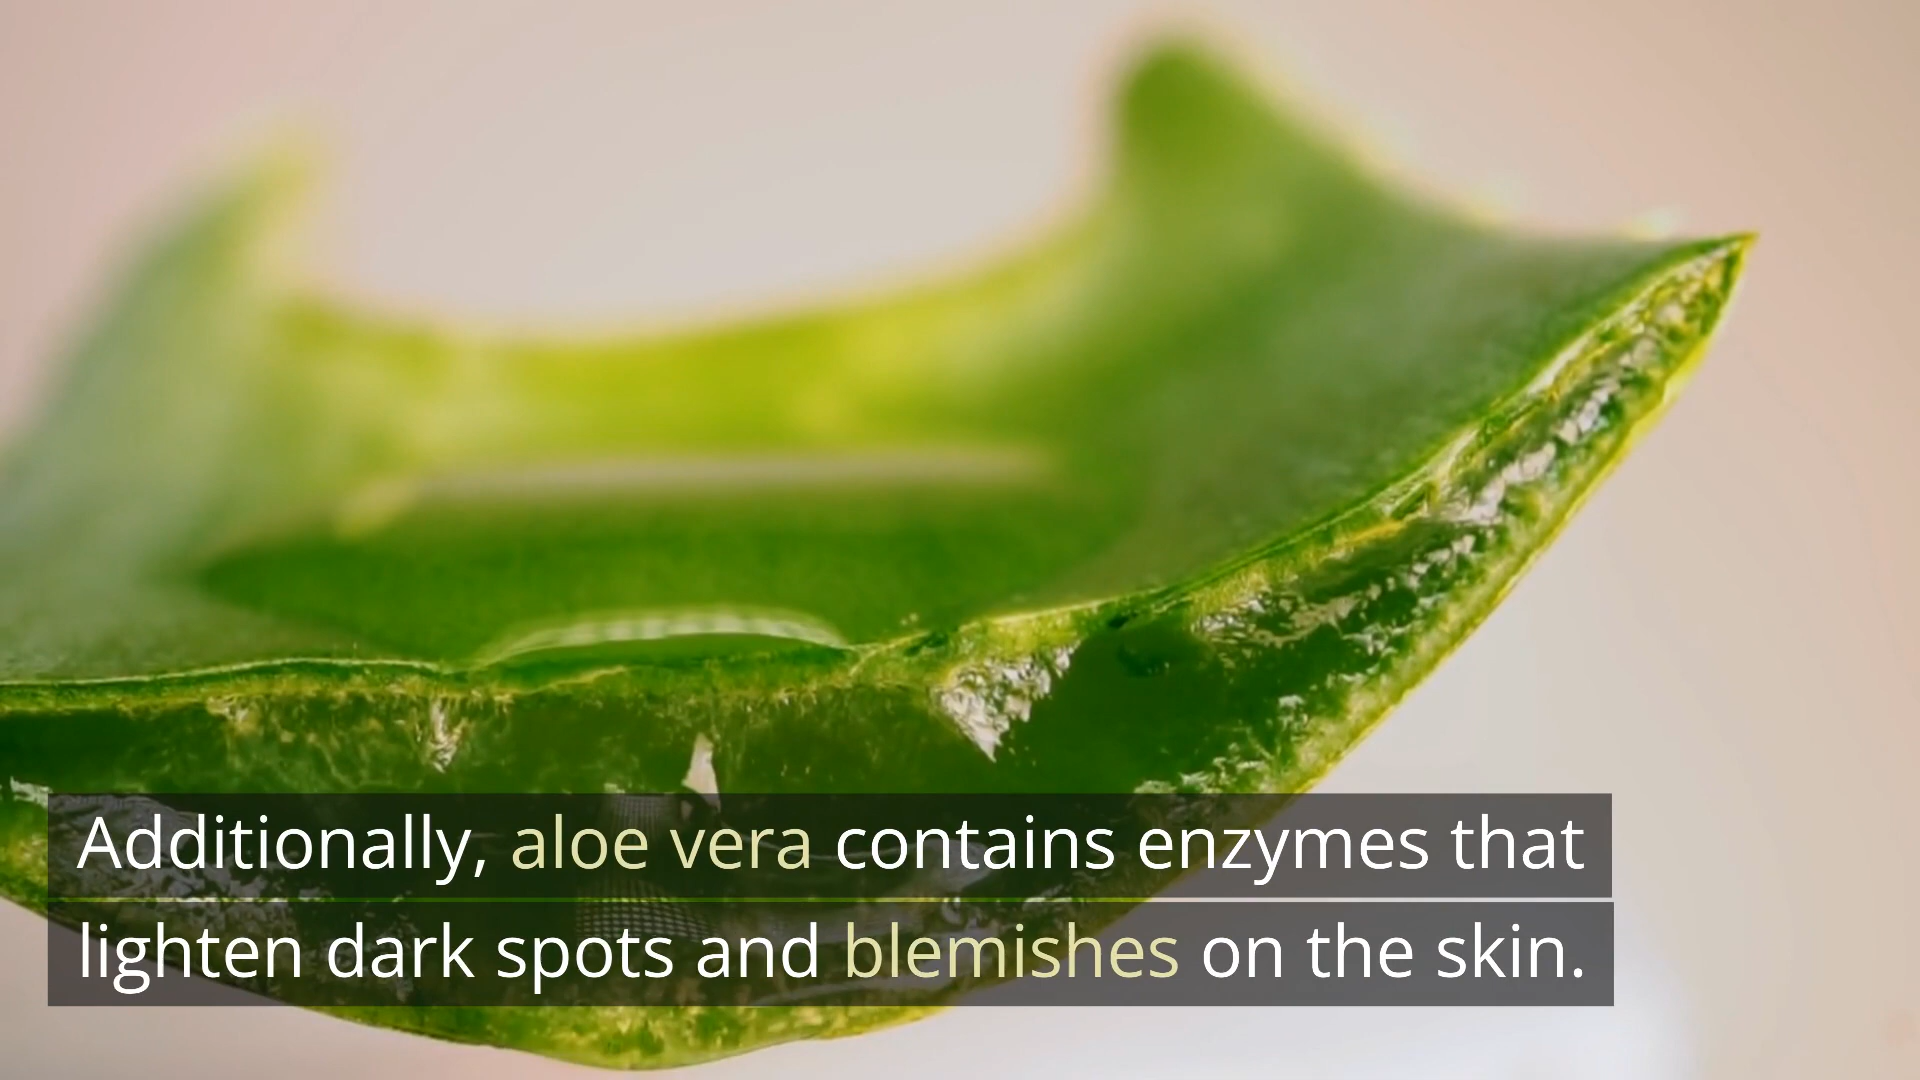 Additionally, aloe vera contains enzymes that
lighten dark spots and blemishes on the skin.